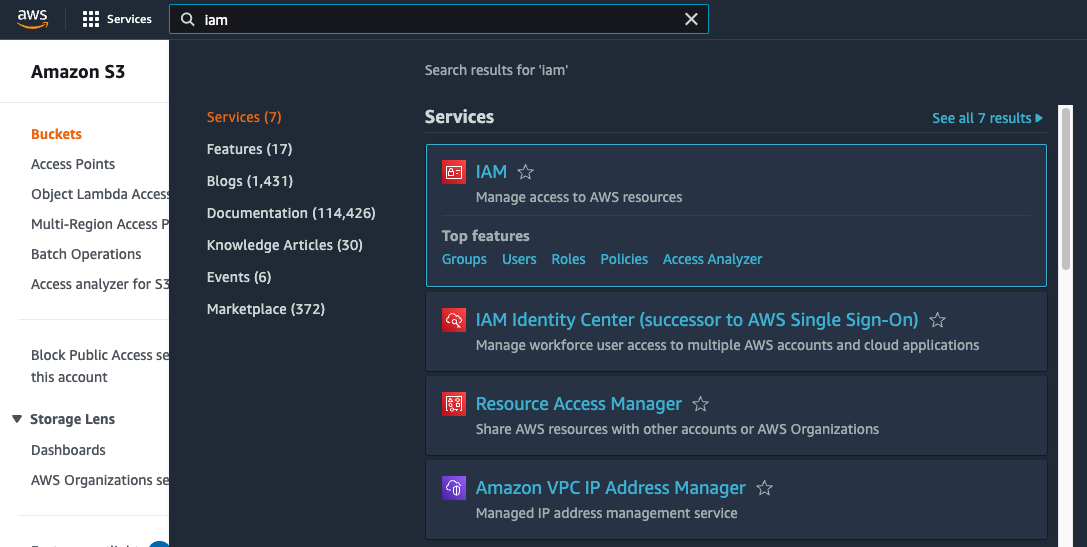 aws
Services
iam
Amazon S3
Buckets
Access Points
Object Lambda Access
Multi-Region Access P
Batch Operations
Access analyzer for S3
Block Public Access se
this account
Storage Lens
Dashboards
AWS Organizations se
Search results for 'iam'
Services (7)
Features (17)
Blogs (1,431)
Documentation (114,426)
Knowledge Articles (30)
Events (6)
Marketplace (372)
Services
See all 7 results
IAM
Manage access to AWS resources
Top features
Groups Users Roles Policies Access Analyzer
IAM Identity Center (successor to AWS Single Sign-On)
Manage workforce user access to multiple AWS accounts and cloud applications
Resource Access Manager
Share AWS resources with other accounts or AWS Organizations
Amazon VPC IP Address Manager
Managed IP address management service